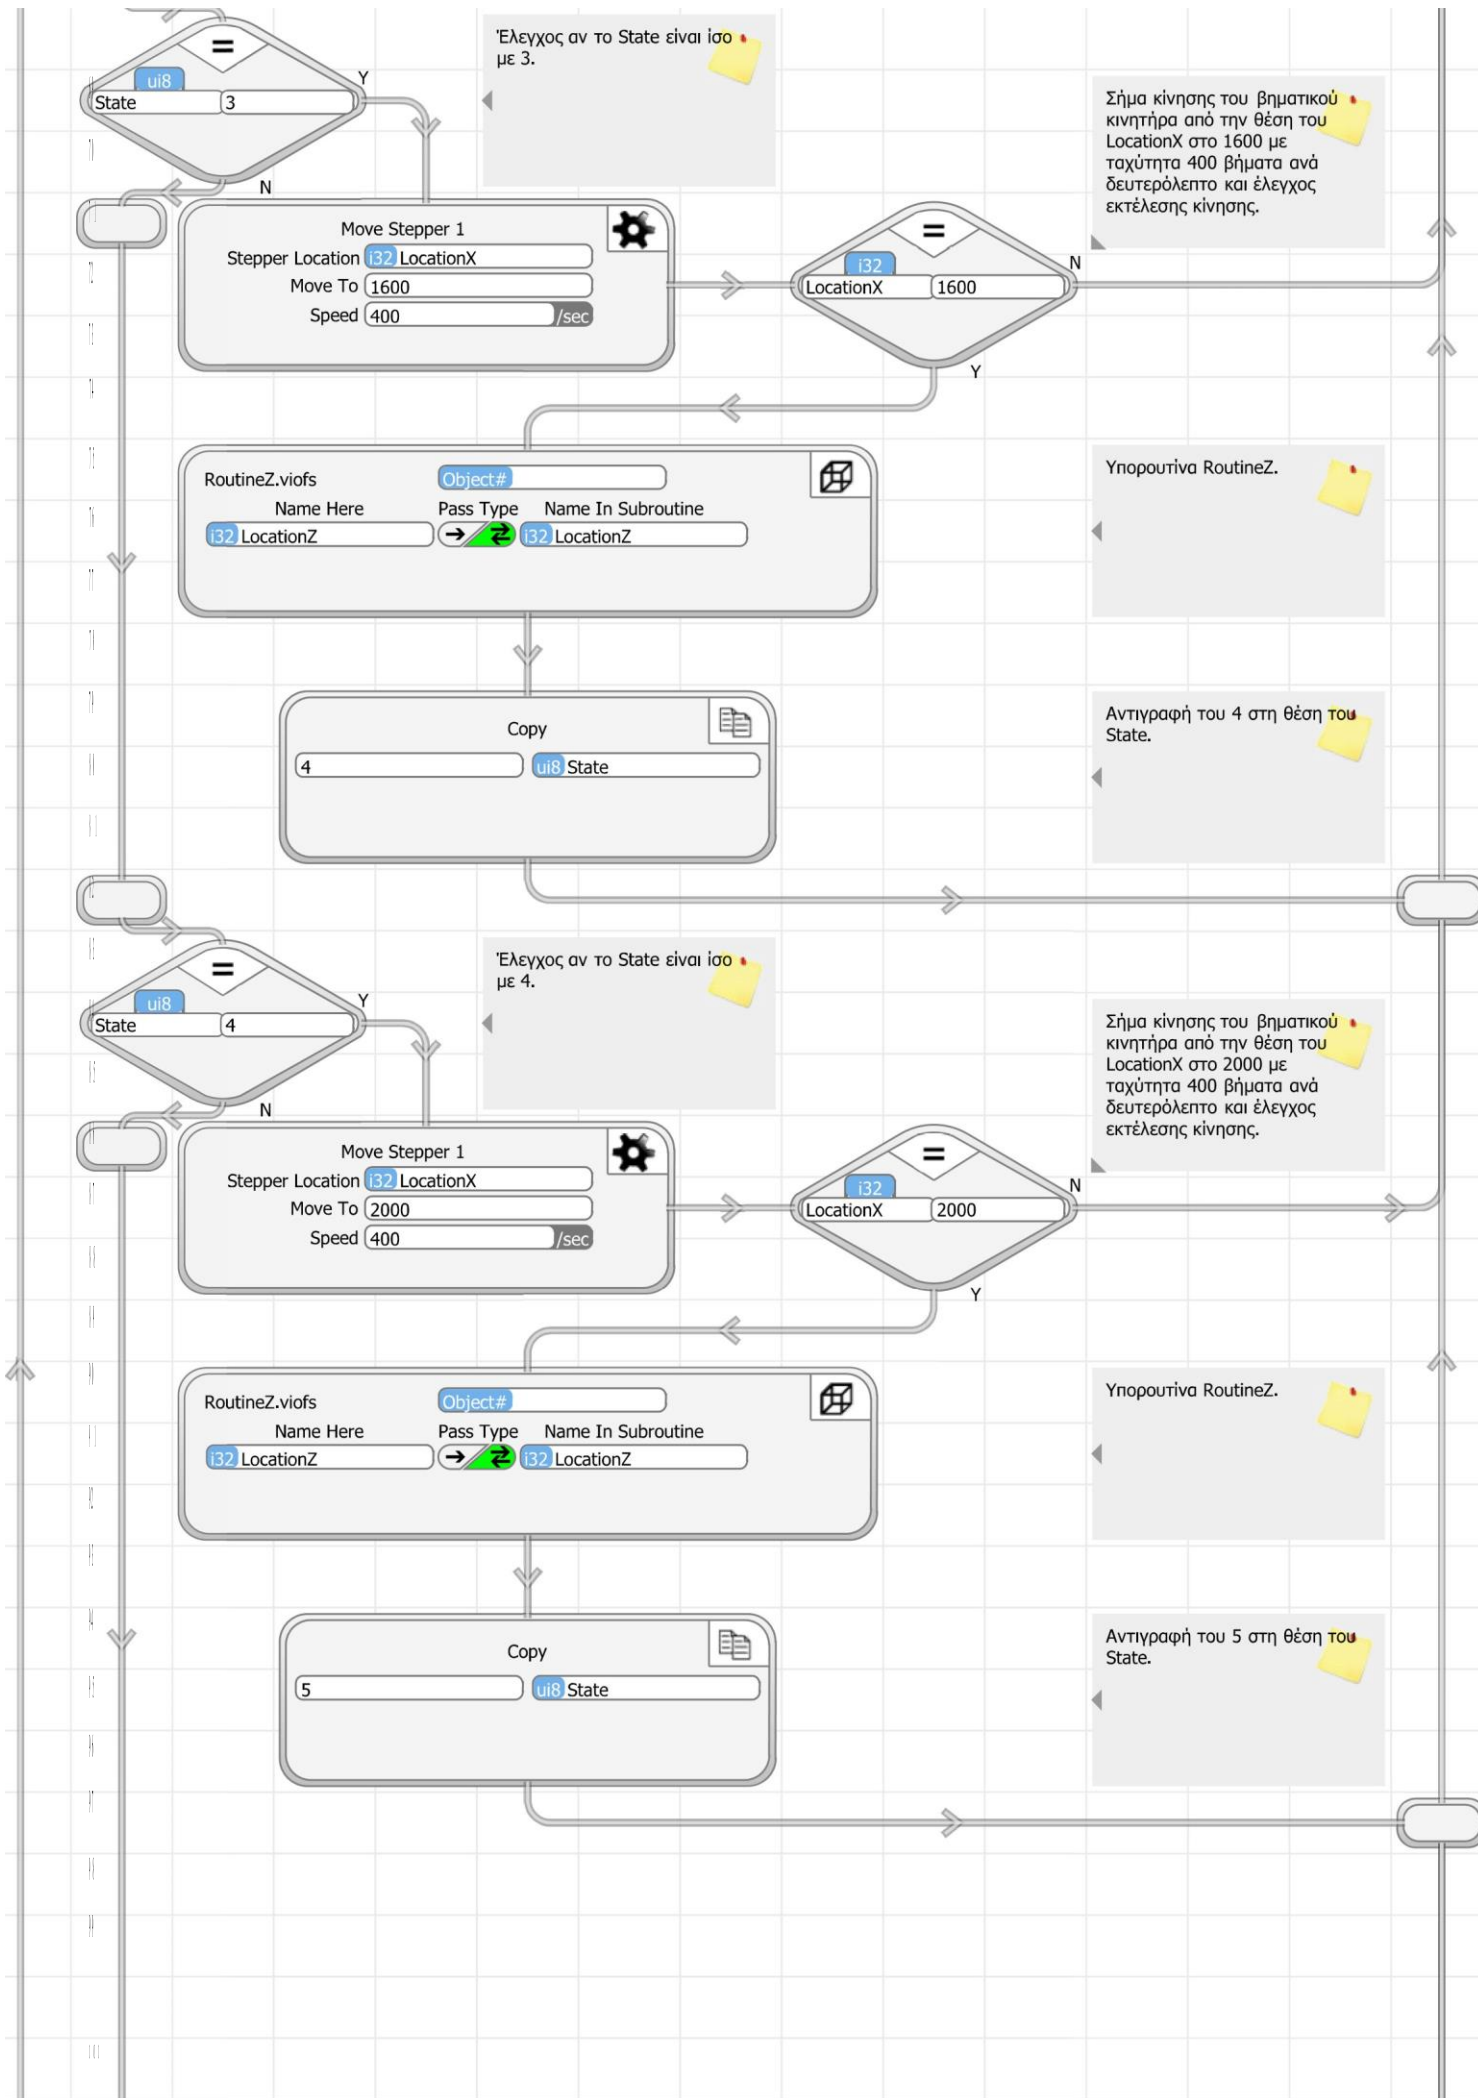 =
Έλεγχος αν το State είναι ίσο
με 3.
ui8
Y
State 3
N
Σήμα κίνησης του βηματικού
κινητήρα από την θέση του
LocationX στο 1600 με
ταχύτητα 400 βήματα ανά
δευτερόλεπτο και έλεγχος
εκτέλεσης κίνησης.
Move Stepper 1
Stepper Location i32 LocationX
Move To 1600
Speed 400 /sec
=
i32
LocationX 1600
N
Y
RoutineZ.viofs Object#
Name Here Pass Type Name In Subroutine
i32 LocationZ i32 LocationZ
Υπορουτίνα RoutineZ.
Copy
4 ui8 State
Αντιγραφή του 4 στη θέση του
State.
=
Έλεγχος αν το State είναι ίσο
με 4.
ui8
Y
State 4
N
Σήμα κίνησης του βηματικού
κινητήρα από την θέση του
LocationX στο 2000 με
ταχύτητα 400 βήματα ανά
δευτερόλεπτο και έλεγχος
εκτέλεσης κίνησης.
Move Stepper 1
Stepper Location i32 LocationX
Move To 2000
Speed 400 /sec
=
i32
LocationX 2000
N
Y
RoutineZ.viofs Object#
Name Here Pass Type Name In Subroutine
i32 LocationZ i32 LocationZ
Υπορουτίνα RoutineZ.
Copy
5 ui8 State
Αντιγραφή του 5 στη θέση του
State.